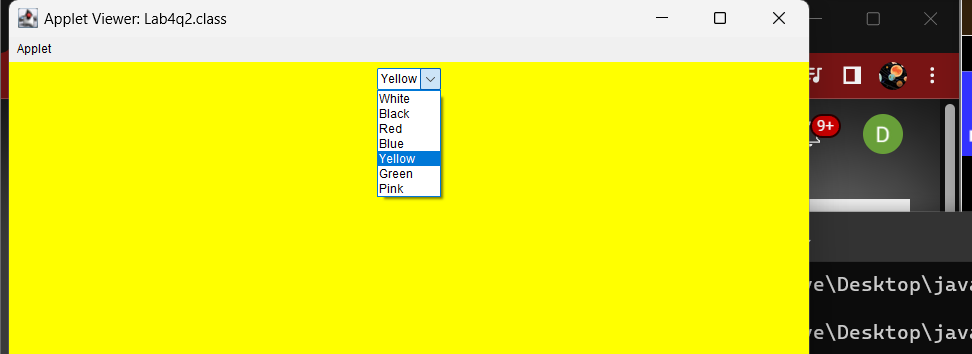 Applet Viewer: Lab4q2.class
Applet
Yellow
White
Black
Red
Blue
Yellow
Green
Pink
9+
D
ve\Desktop\java
ve\Desktop\java